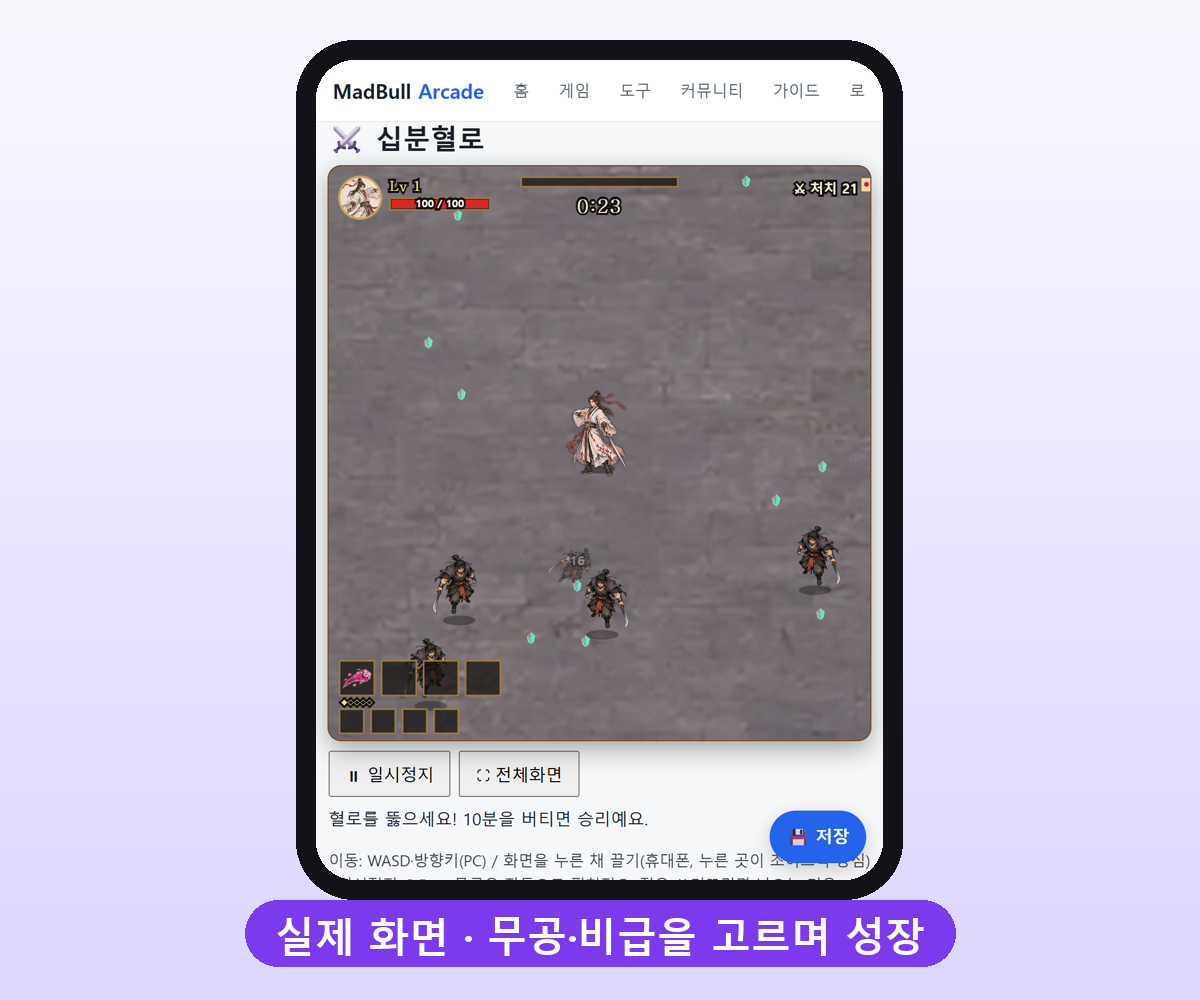 MadBull Arcade 홈 게임 도구 커뮤니티 가이드 로
십분혈로
Lv 1
100 / 100
0:23
처치 21
16
일시정지
전체화면
혈로를 뚫으세요! 10분을 버티면 승리예요.
저장
이동: WASD·방향키(PC) / 화면을 누른 채 끌기(휴대폰, 누른 곳이
실제 화면 · 무공·비급을 고르며 성장